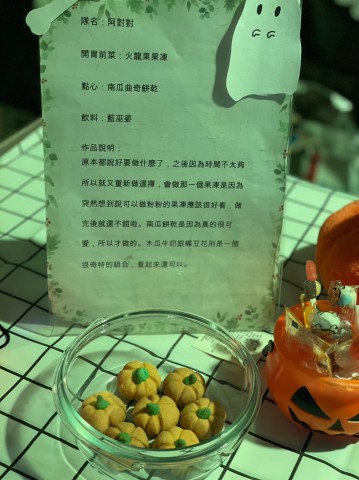 隊名：阿對對
開胃前菜：火龍果果凍
點心：南瓜曲奇餅乾
飲料：藍巫婆
作品說明：
原本都說好要做什麼了，之後因為時間不太夠
所以就又重新做選擇，會做那一個果凍是因為
突然想到說可以做粉粉的果凍應該很好看，做
完後就還不錯啦。南瓜餅乾是因為真的很可
愛，所以才做的。木瓜牛奶跟蝶豆花則是一個
很奇特的組合，看起來還可以。